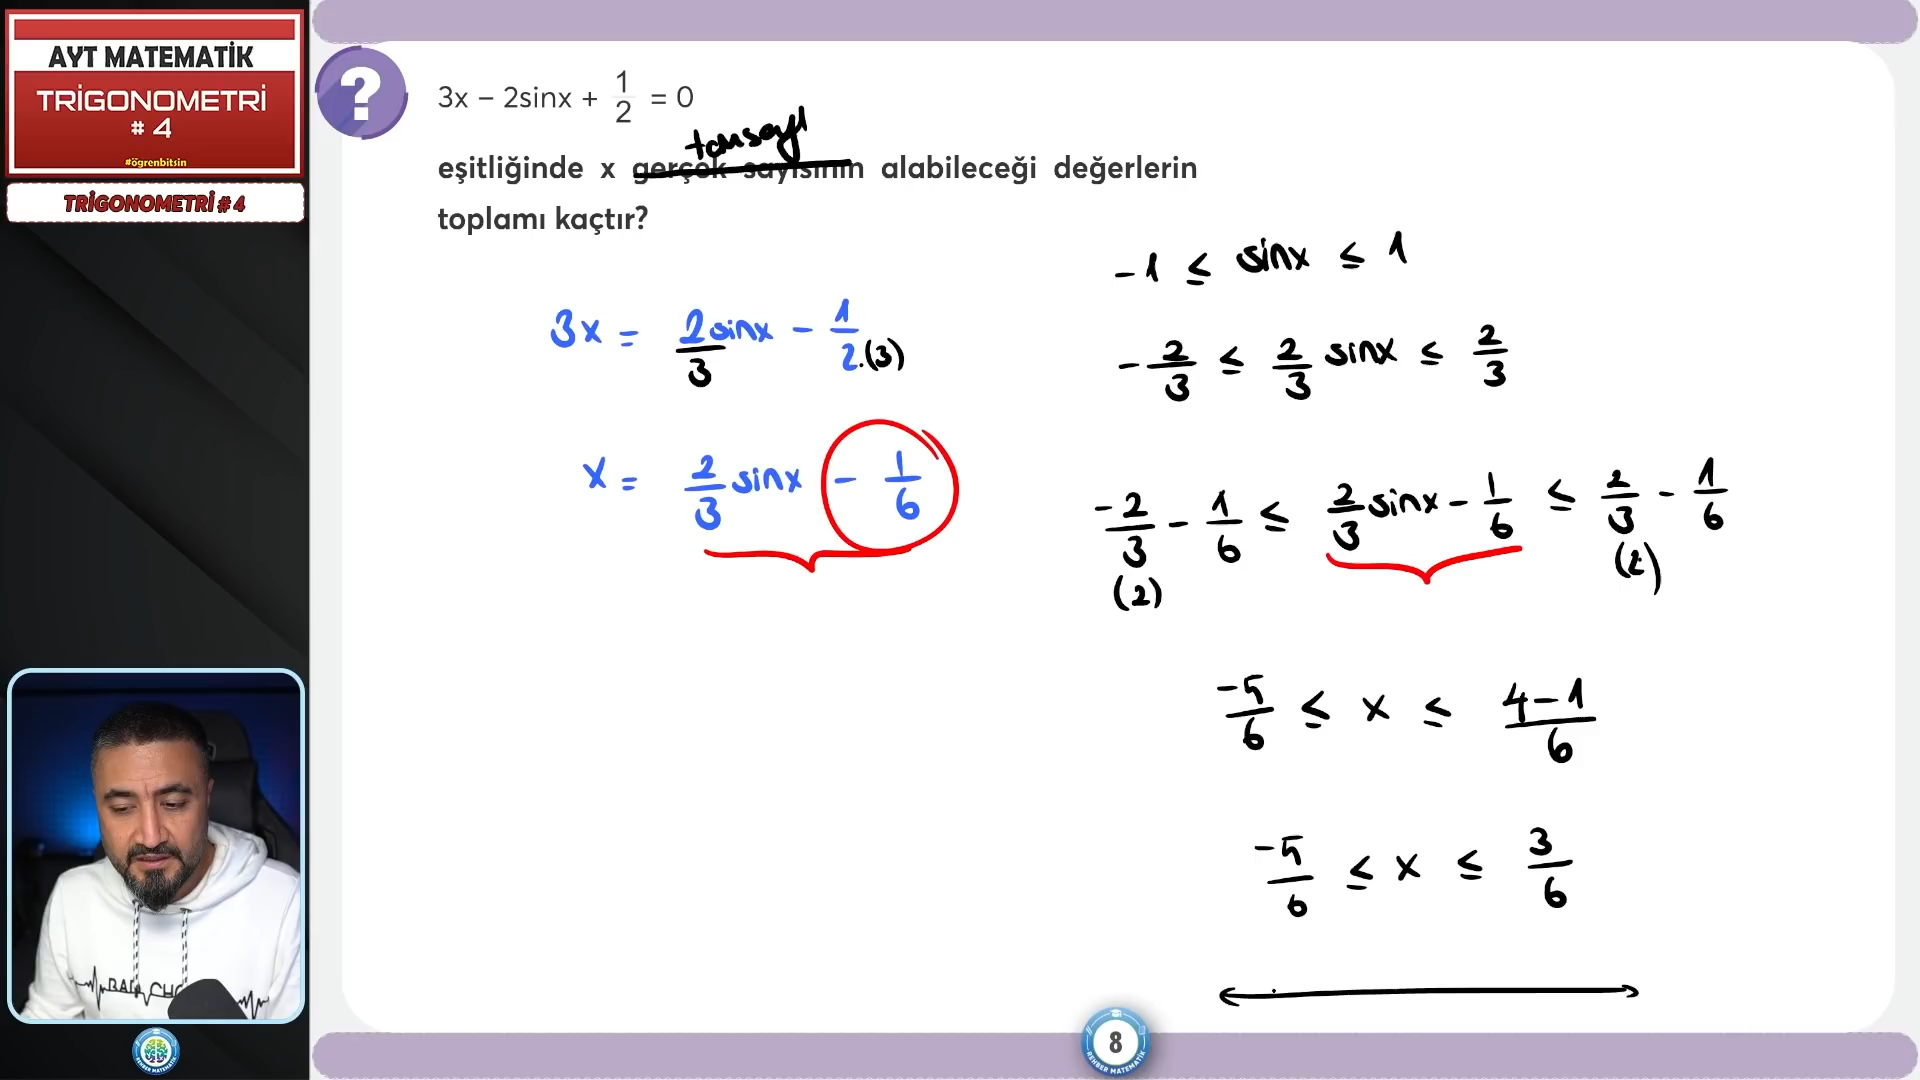 AYT MATEMATİK
TRİGONOMETRİ
# 4
#ögrenbitsin
TRİGONOMETRİ # 4
?
3x − 2sinx + 1/2 = 0
tamsayı
eşitliğinde x gerçek sayısının alabileceği değerlerin
toplamı kaçtır?
3x = 2sinx/3 − 1/2.(3)
x = 2/3 sinx − 1/6
-1 ≤ sinx ≤ 1
-2/3 ≤ 2/3 sinx ≤ 2/3
-2/3 - 1/6 ≤ 2/3 sinx - 1/6 ≤ 2/3 - 1/6
(2) (2)
-5/6 ≤ x ≤ 4-1/6
-5/6 ≤ x ≤ 3/6
8
REHBER MATEMATİK